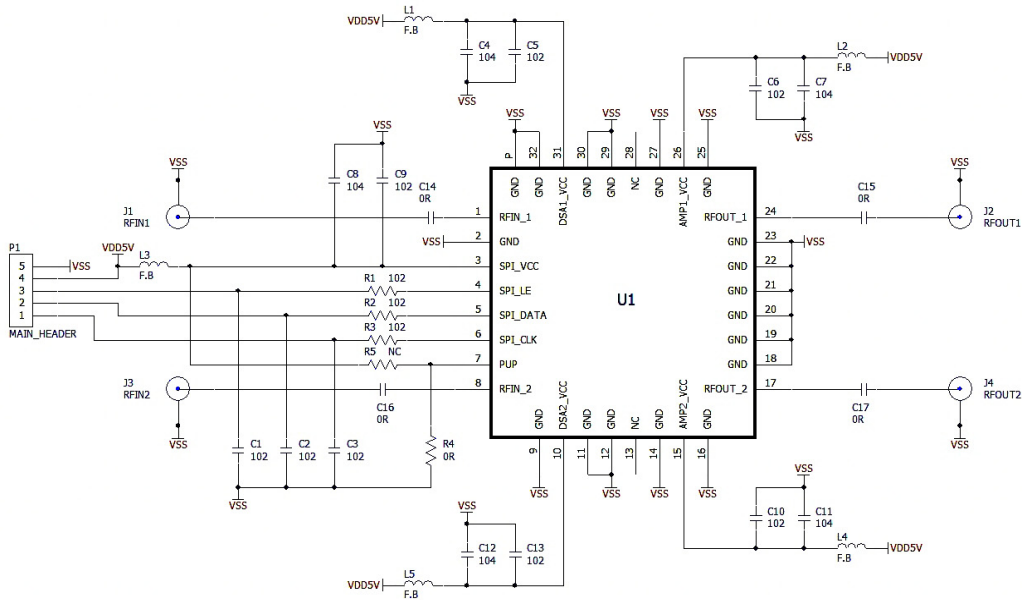 L1
VDD5V
F.B
C4
104
C5
102
VSS
L2
VDD5V
F.B
C6
102
C7
104
VSS
VSS
VSS
VSS
VSS
P
32
31
30
29
28
27
26
25
GND
GND
DSA1_VCC
GND
GND
NC
GND
AMP1_VCC
GND
VSS
C8
104
C9
102
VSS
J1
RFIN1
C14
0R
1
RFIN_1
RFOUT_1
24
C15
0R
VSS
J2
RFOUT1
VSS
2
GND
GND
23
VSS
P1
5
4
3
2
1
MAIN_HEADER
VSS
VDD5V
L3
F.B
3
SPI_VCC
GND
22
R1
102
4
SPI_LE
GND
21
R2
102
5
SPI_DATA
GND
20
R3
102
6
SPI_CLK
GND
19
R5
NC
7
PUP
GND
18
U1
J3
RFIN2
VSS
C16
0R
8
RFIN_2
RFOUT_2
17
C17
0R
J4
RFOUT2
VSS
GND
DSA2_VCC
GND
GND
NC
GND
AMP2_VCC
GND
9
10
11
12
13
14
15
16
VSS
VSS
VSS
VSS
C1
102
C2
102
C3
102
R4
0R
VSS
VSS
C12
104
C13
102
VDD5V
L5
F.B
VSS
C10
102
C11
104
L4
F.B
VDD5V